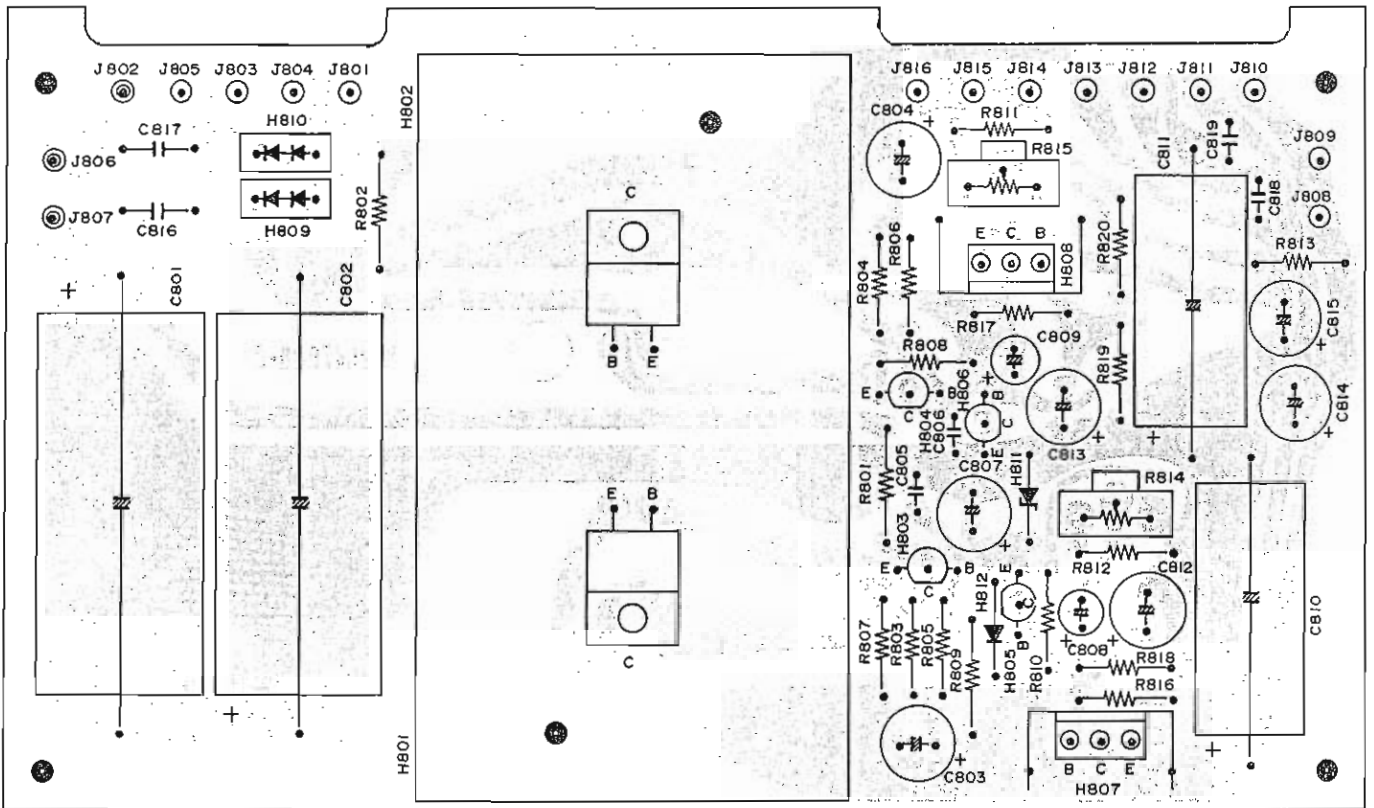 J802 J805 J803 J804 J801
J816 J815 J814 J813 J812 J811 J810
C817
H810
H802
C804
+
R811
R815
C811
C819
J809
J806
J807
C816
H809
R802
C
B E
R804
R806
E C B
H808
R820
C818
J808
R813
+
C801
C802
R817
C809
C815
+
R808
R819
E C B
H806
+
B
C
E
H804
C806
C813
+
C814
+
+
R801
C805
C807
+
H811
R814
E B
C
H803
E C B
R812
C812
H812
E
C
B
C808
+
+
C810
R807
R803
R805
R809
H805
R810
R818
R816
+
H801
C803
+
B C E
H807
+